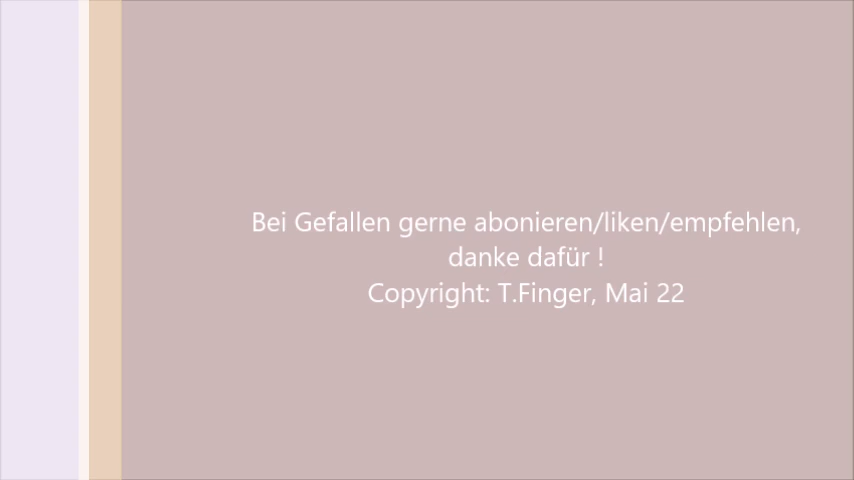 Bei Gefallen gerne abonieren/liken/empfehlen,
danke dafür !
Copyright: T.Finger, Mai 22